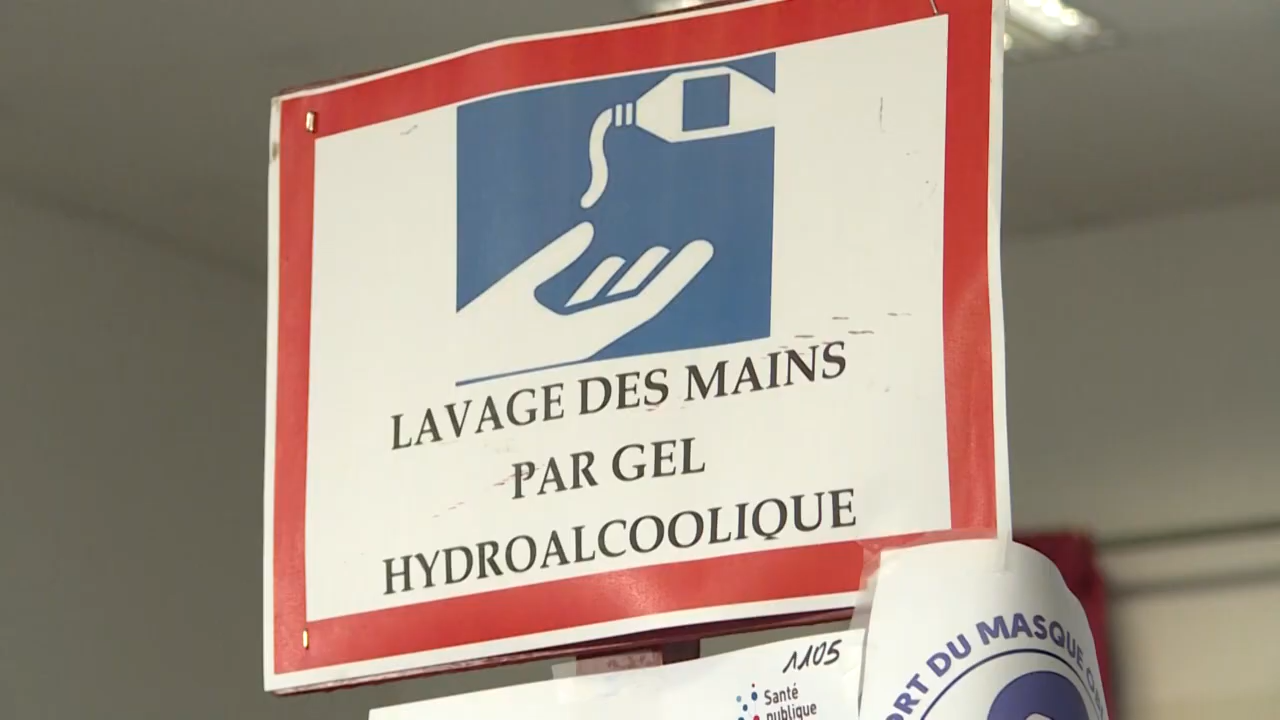 LAVAGE DES MAINS
PAR GEL
HYDROALCOOLIQUE
1105
Santé
publique
DU MASQUE